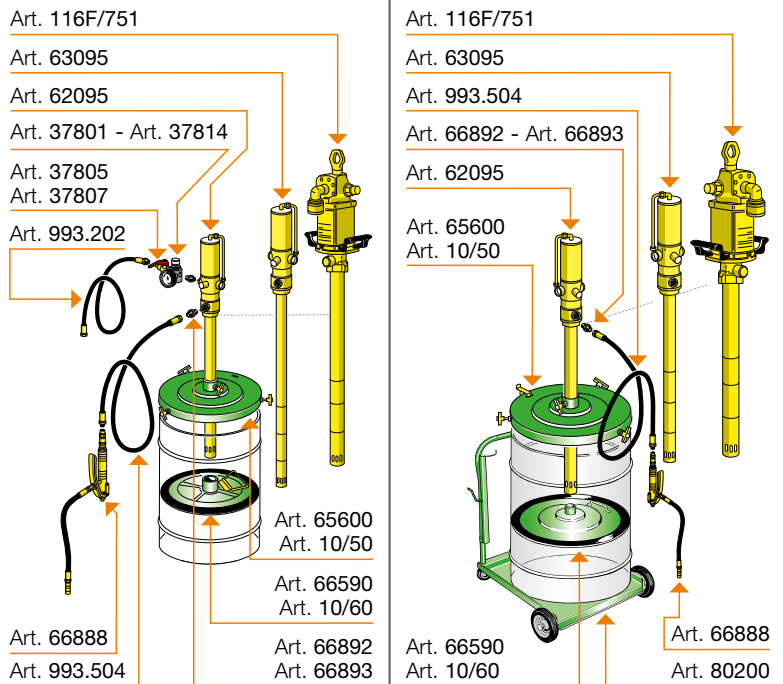 Art. 116F/751
Art. 63095
Art. 62095
Art. 37801 - Art. 37814
Art. 37805
Art. 37807
Art. 993.202
Art. 65600
Art. 10/50
Art. 66590
Art. 10/60
Art. 66888
Art. 993.504
Art. 66892
Art. 66893
Art. 116F/751
Art. 63095
Art. 993.504
Art. 66892 - Art. 66893
Art. 62095
Art. 65600
Art. 10/50
Art. 66590
Art. 10/60
Art. 66888
Art. 80200